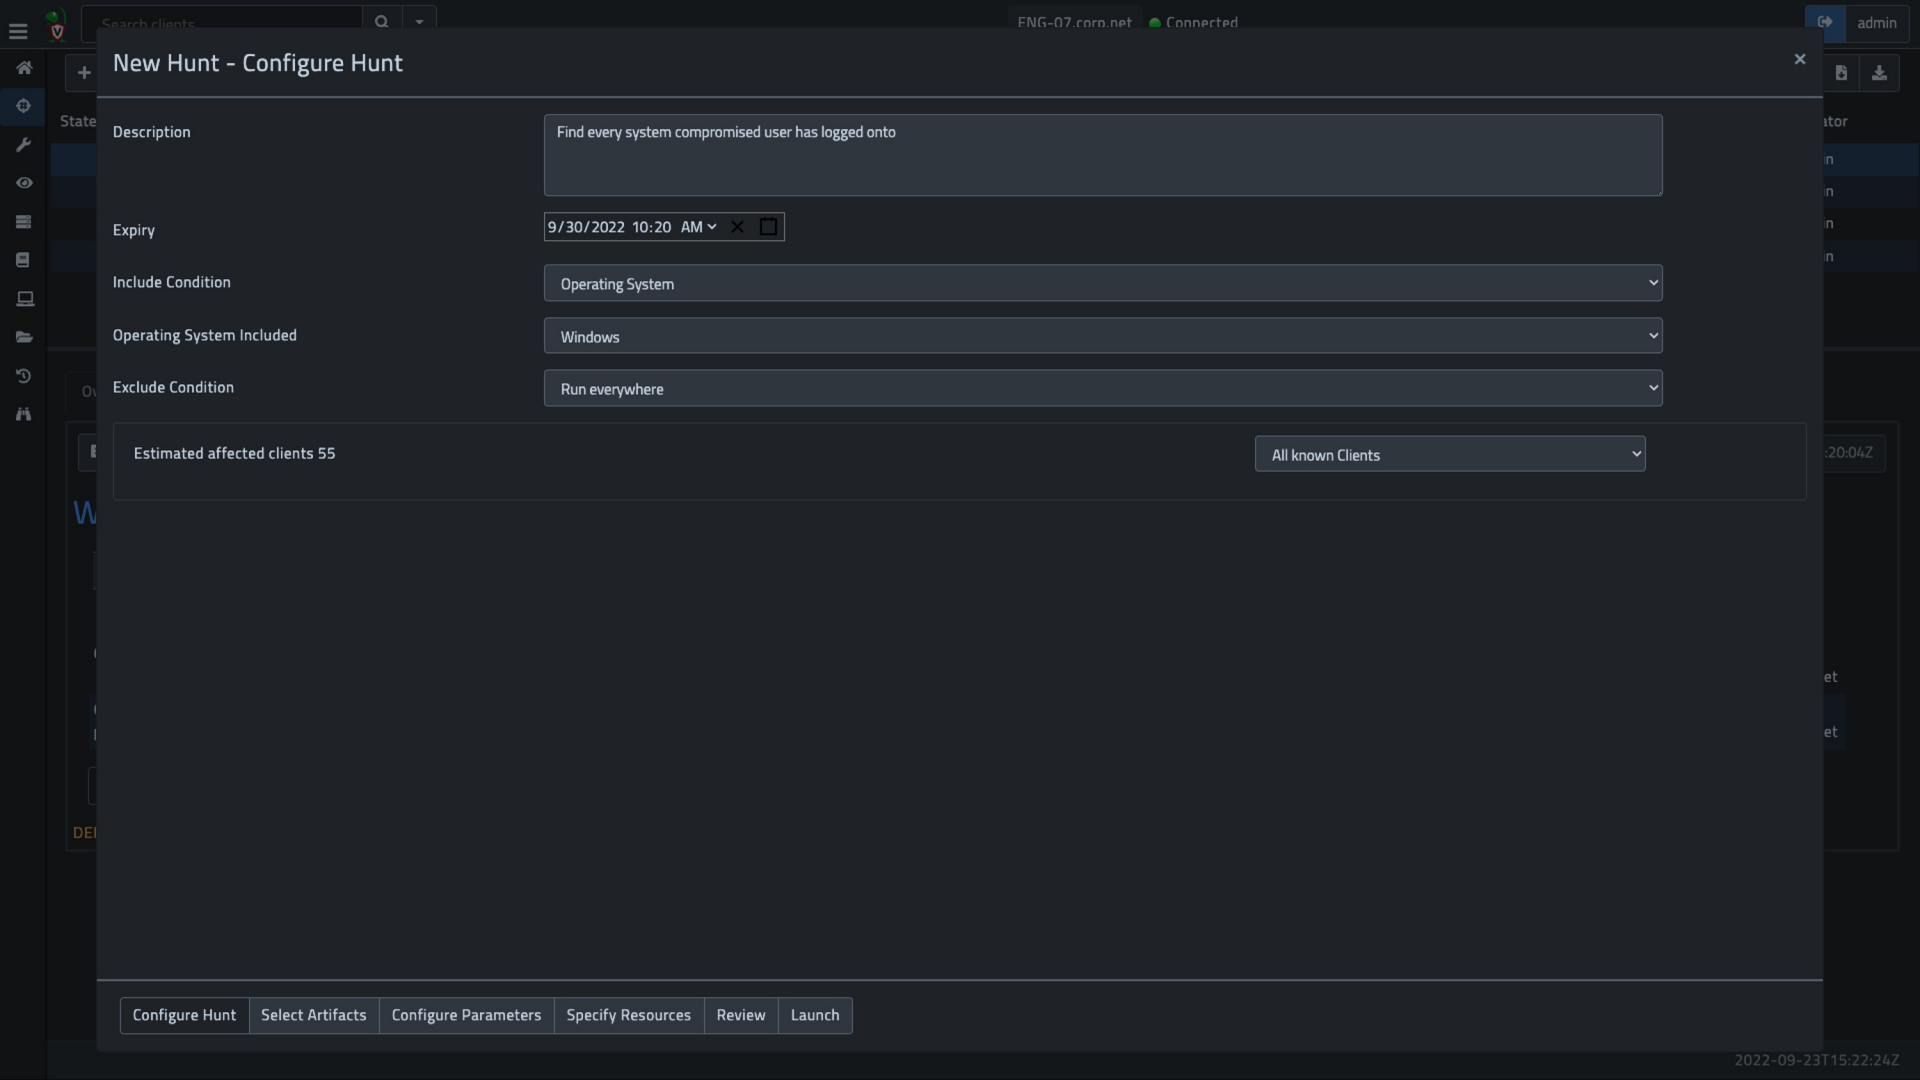 Search clients
ENG-07.corp.net Connected
admin
New Hunt - Configure Hunt
State
Description
Find every system compromised user has logged onto
Expiry
9/30/2022 10:20 AM
Include Condition
Operating System
Operating System Included
Windows
Exclude Condition
Run everywhere
Estimated affected clients 55
All known Clients
:20:04Z
et
et
Configure Hunt
Select Artifacts
Configure Parameters
Specify Resources
Review
Launch
2022-09-23T15:22:24Z